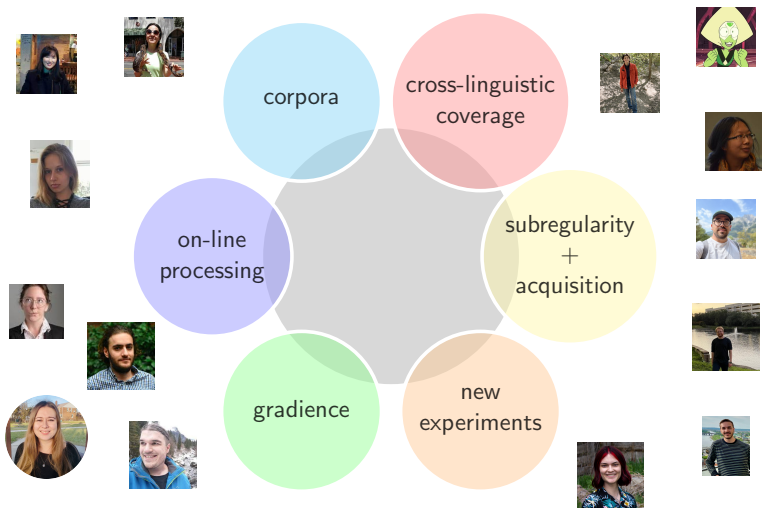 corpora
cross-linguistic
coverage
subregularity
+
acquisition
on-line
processing
gradience
new
experiments